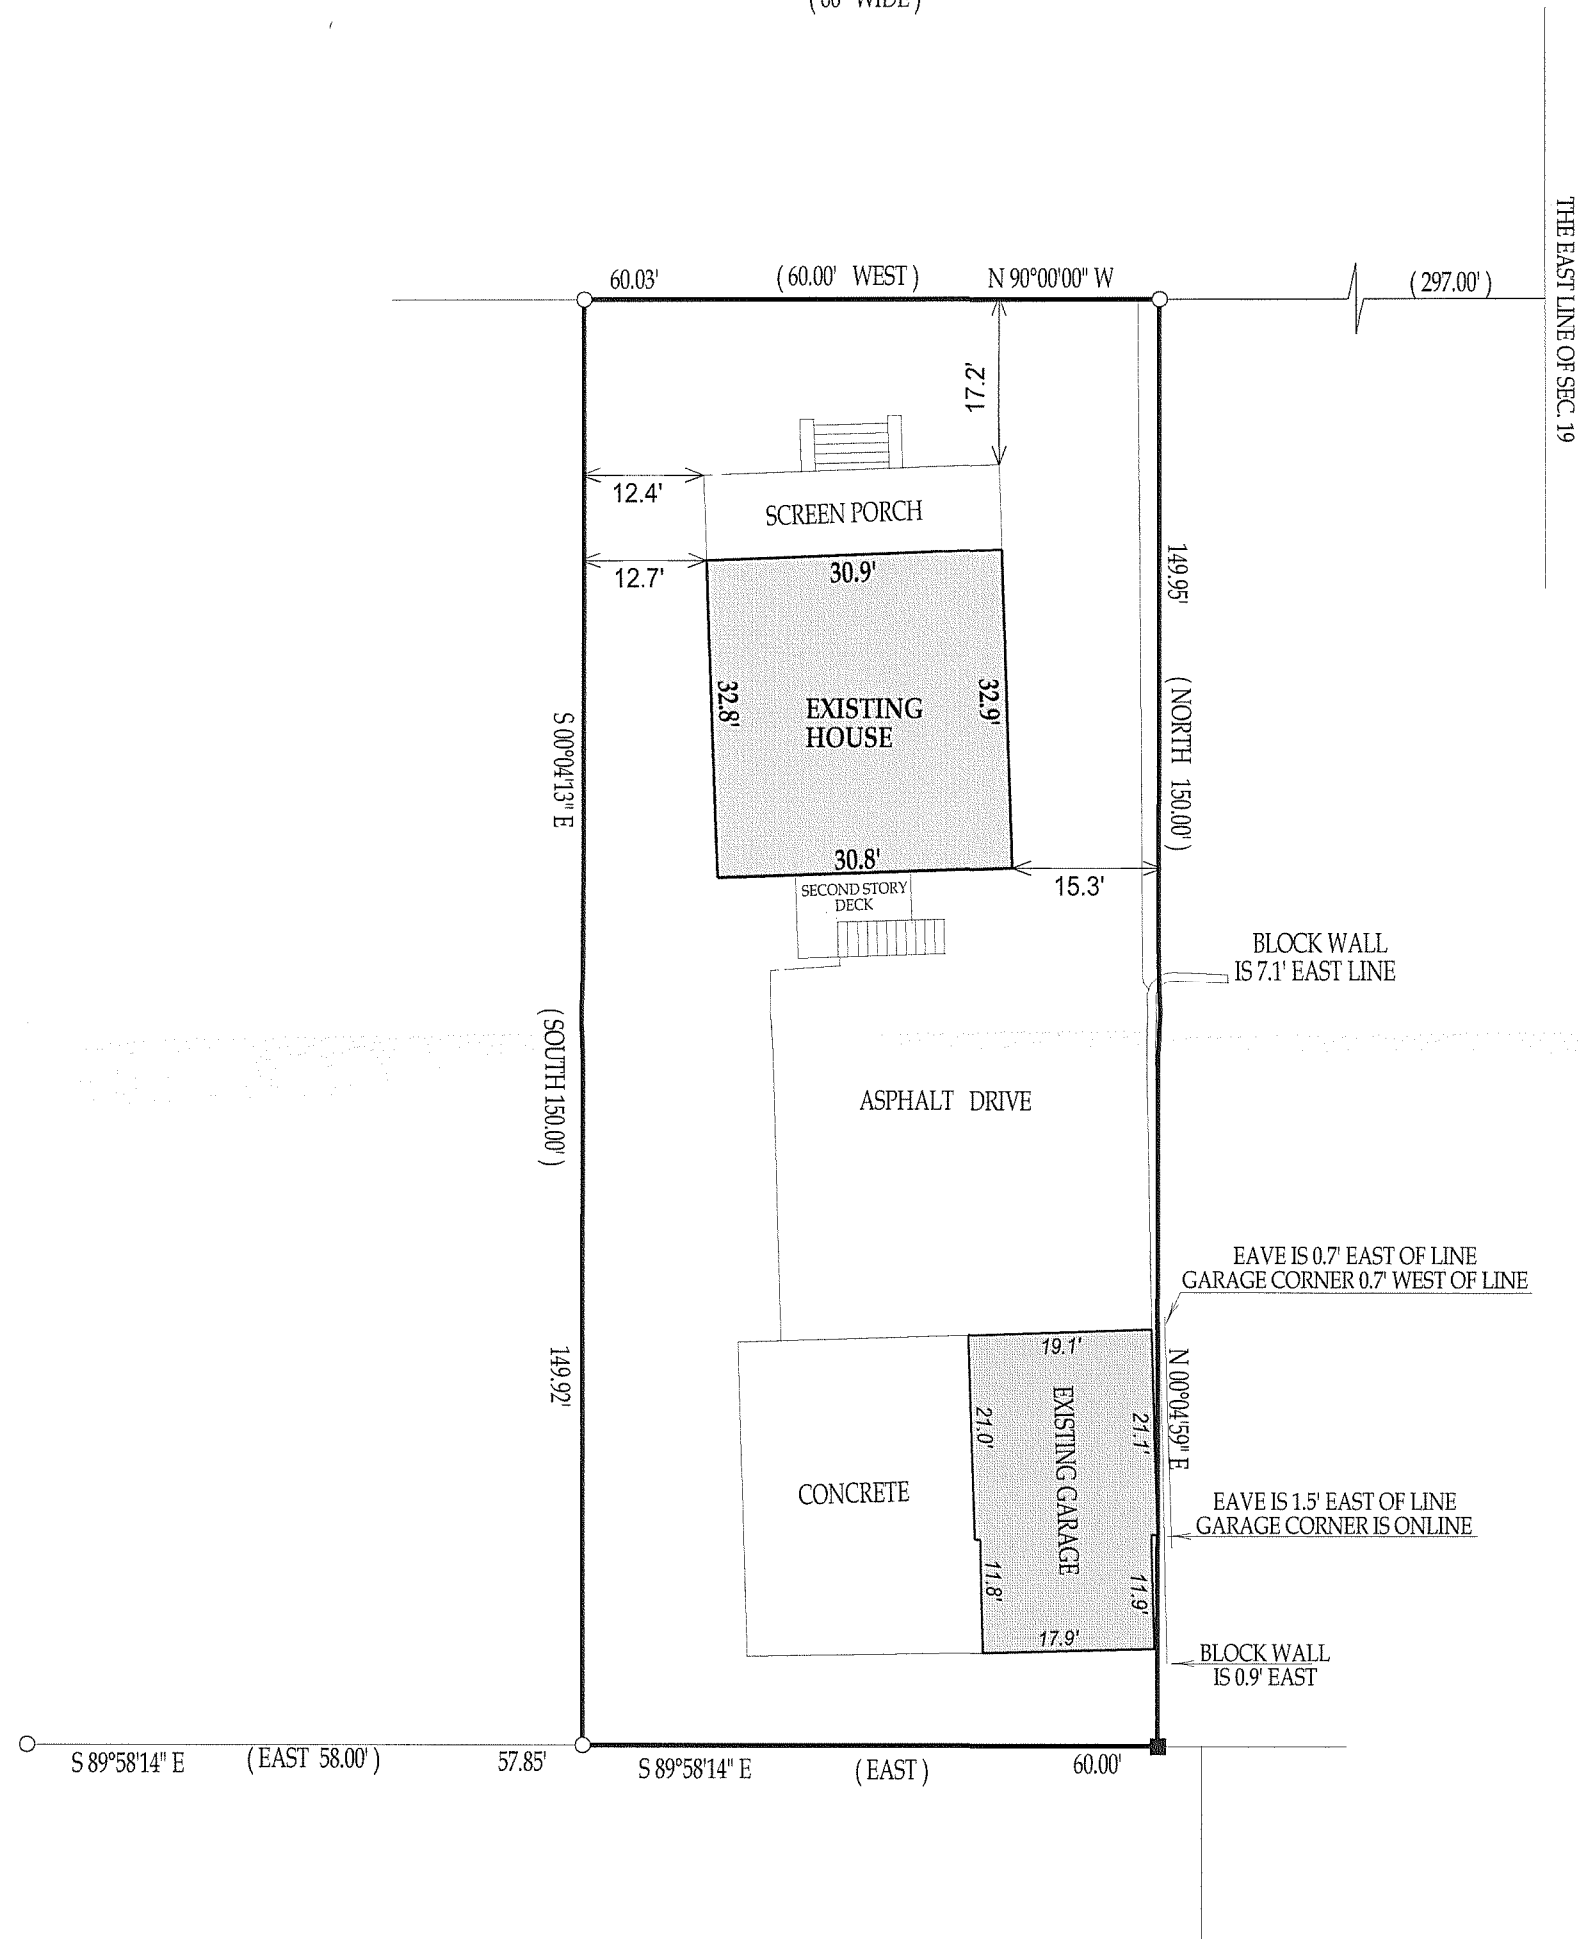 ( 66' WIDE )
THE EAST LINE OF SEC. 19
60.03' ( 60.00' WEST ) N 90°00'00" W
( 297.00' )
17.2'
12.4'
SCREEN PORCH
12.7'
30.9'
149.95'
( NORTH 150.00' )
32.8'
EXISTING
HOUSE
32.9'
S 00°04'13" E
30.8'
15.3'
SECOND STORY
DECK
BLOCK WALL
IS 7.1' EAST LINE
( SOUTH 150.00' )
ASPHALT DRIVE
EAVE IS 0.7' EAST OF LINE
GARAGE CORNER 0.7' WEST OF LINE
149.92'
19.1'
N 00°04'59" E
21.0'
EXISTING GARAGE
21.1'
CONCRETE
EAVE IS 1.5' EAST OF LINE
GARAGE CORNER IS ONLINE
11.8'
11.9'
17.9'
BLOCK WALL
IS 0.9' EAST
S 89°58'14" E ( EAST 58.00' ) 57.85'
S 89°58'14" E ( EAST ) 60.00'